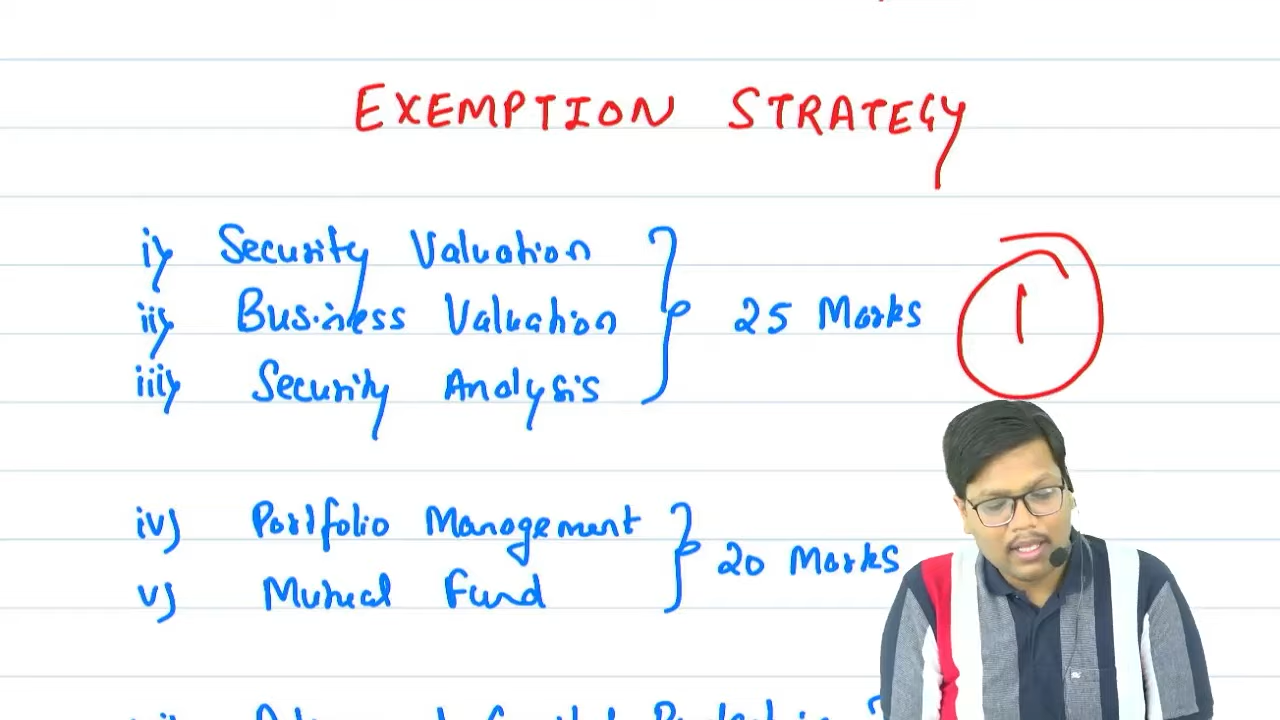 EXEMPTION STRATEGY
i) Security Valuation
ii) Business Valuation
iii) Security Analysis
25 Marks
1
iv) Portfolio Management
v) Mutual Fund
20 Marks